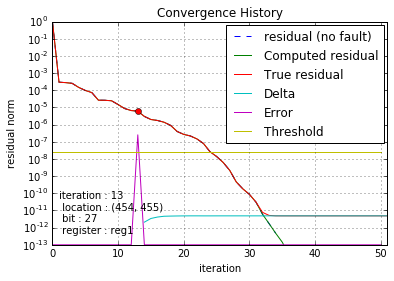 Convergence History
residual (no fault)
Computed residual
True residual
Delta
Error
Threshold
residual norm
10^0
10^-1
10^-2
10^-3
10^-4
10^-5
10^-6
10^-7
10^-8
10^-9
10^-10
10^-11
10^-12
10^-13
iteration : 13
location : (454, 455)
bit : 27
register : reg1
0 10 20 30 40 50
iteration